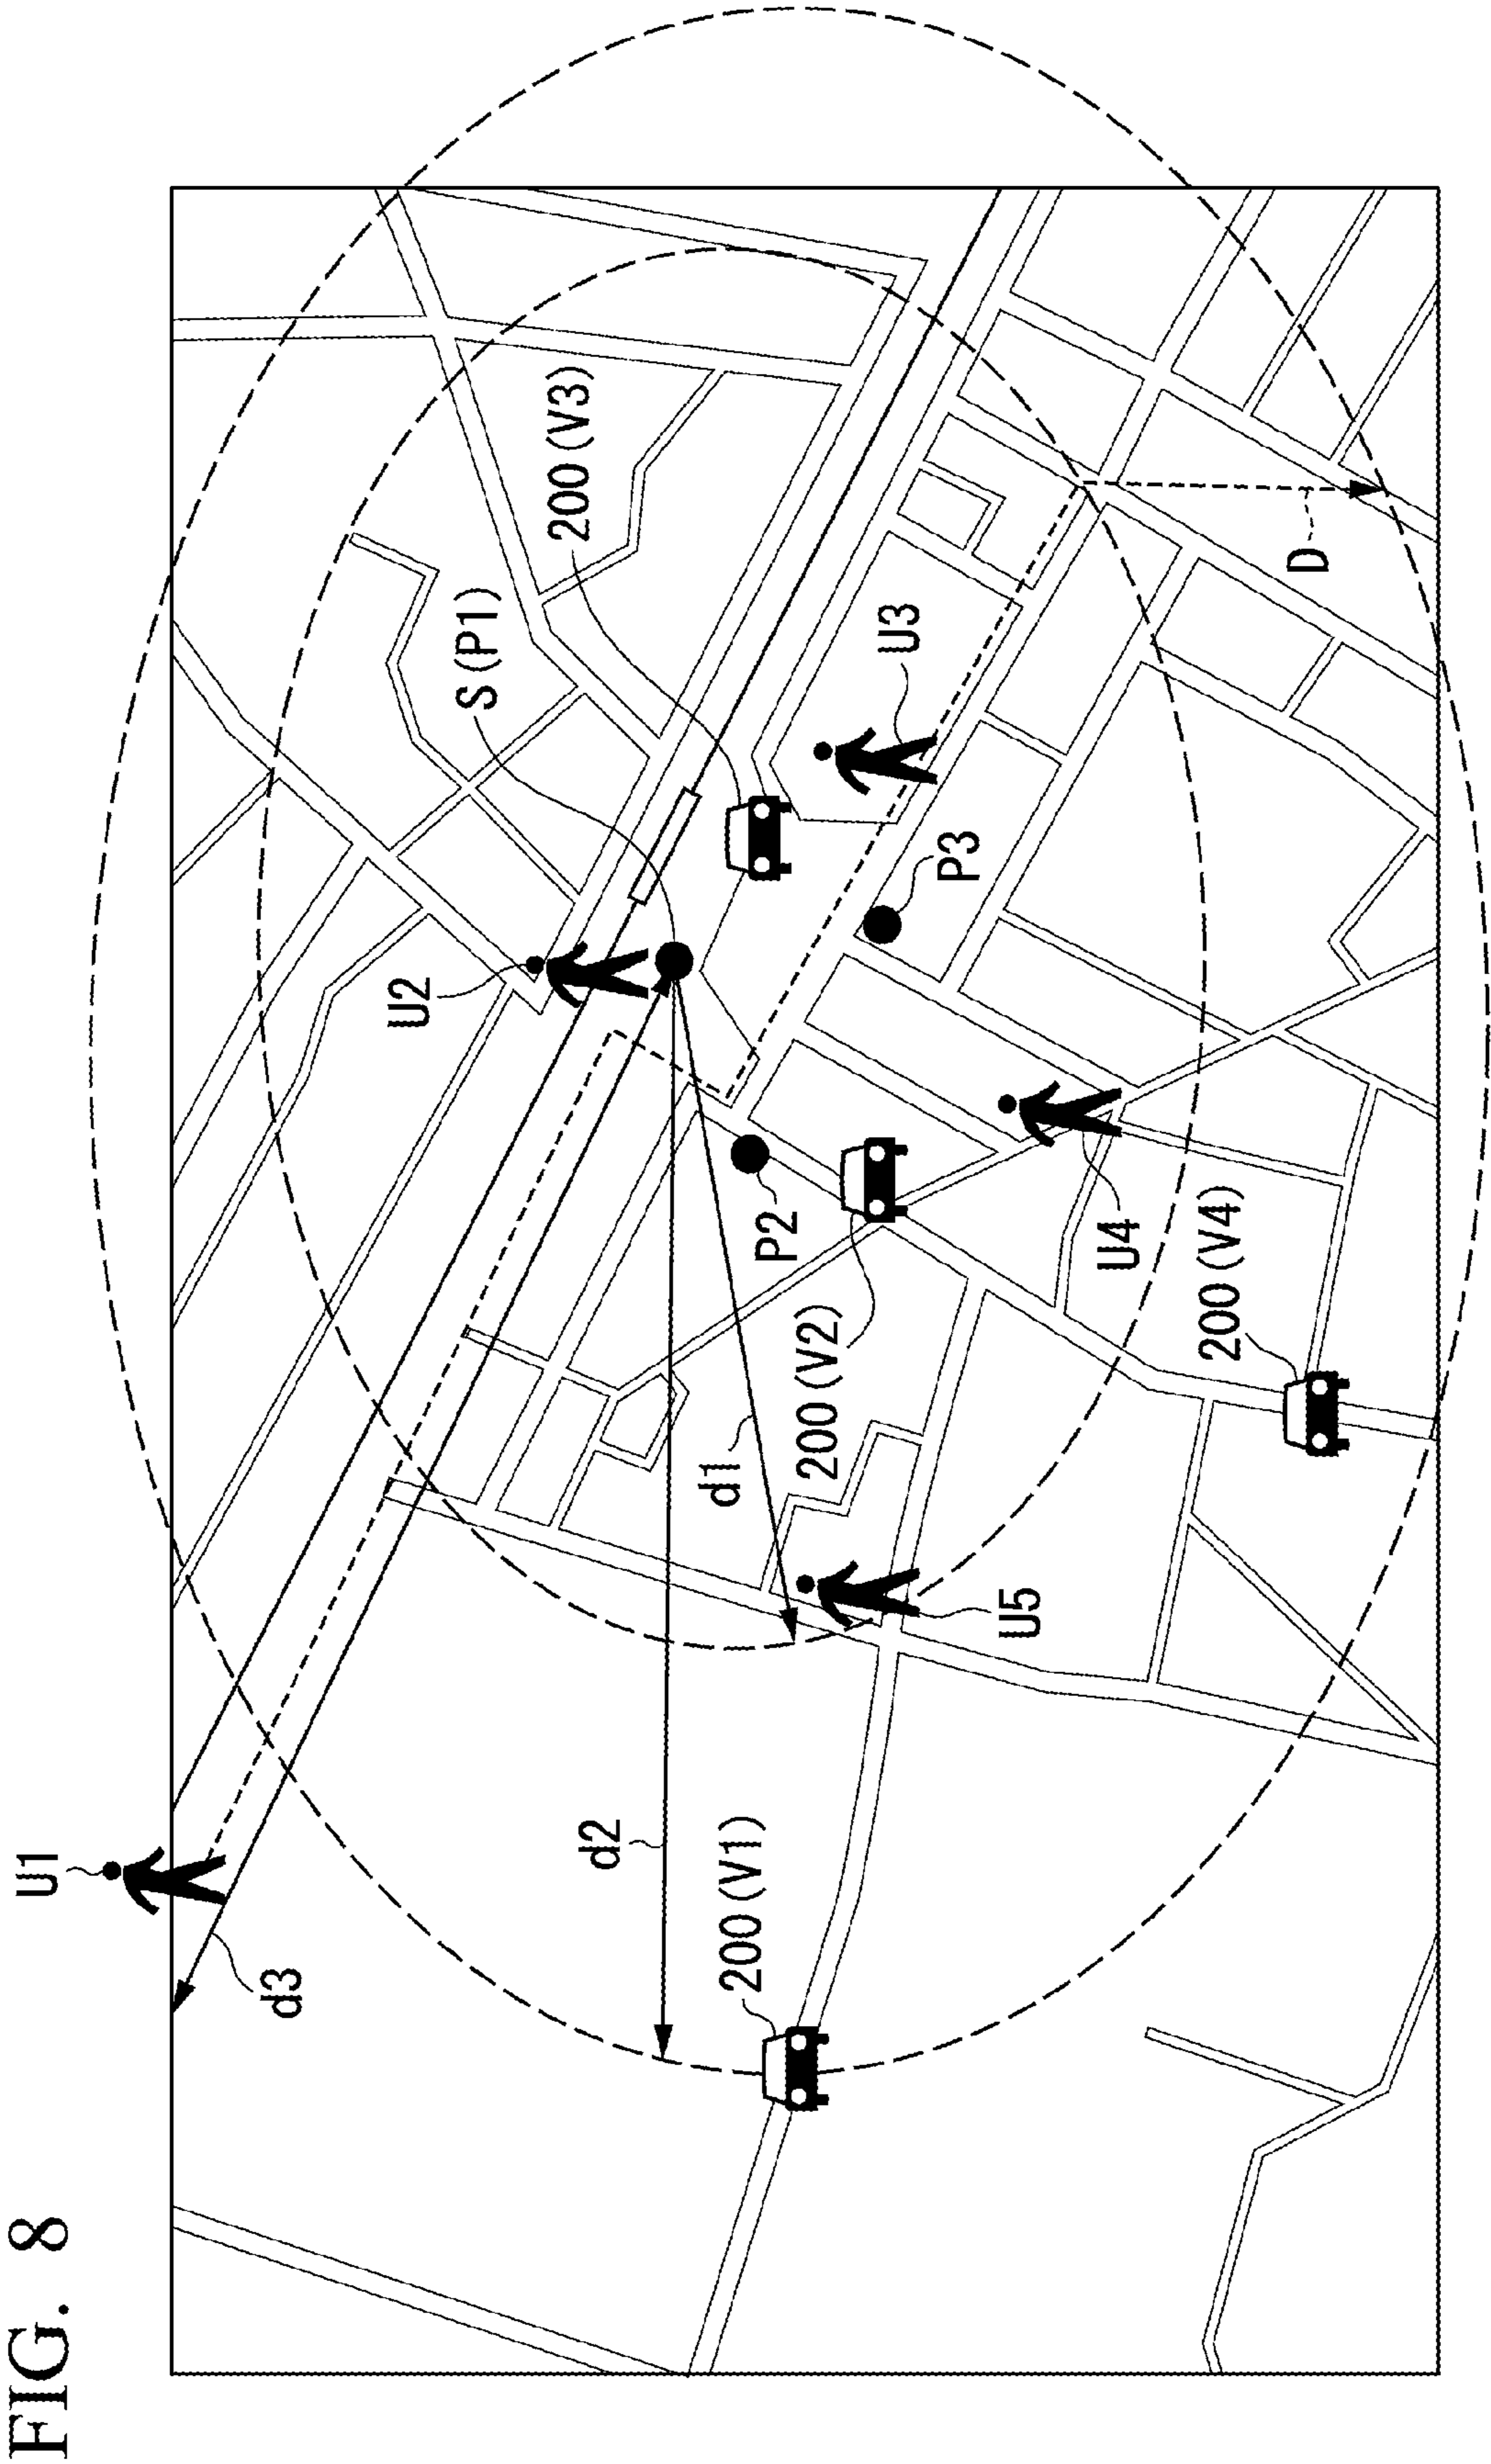 FIG. 8
U1
d3
U2
S (P1)
200 (V3)
d2
d1
P2
P3
U3
200 (V1)
200 (V2)
U5
U4
200 (V4)
D